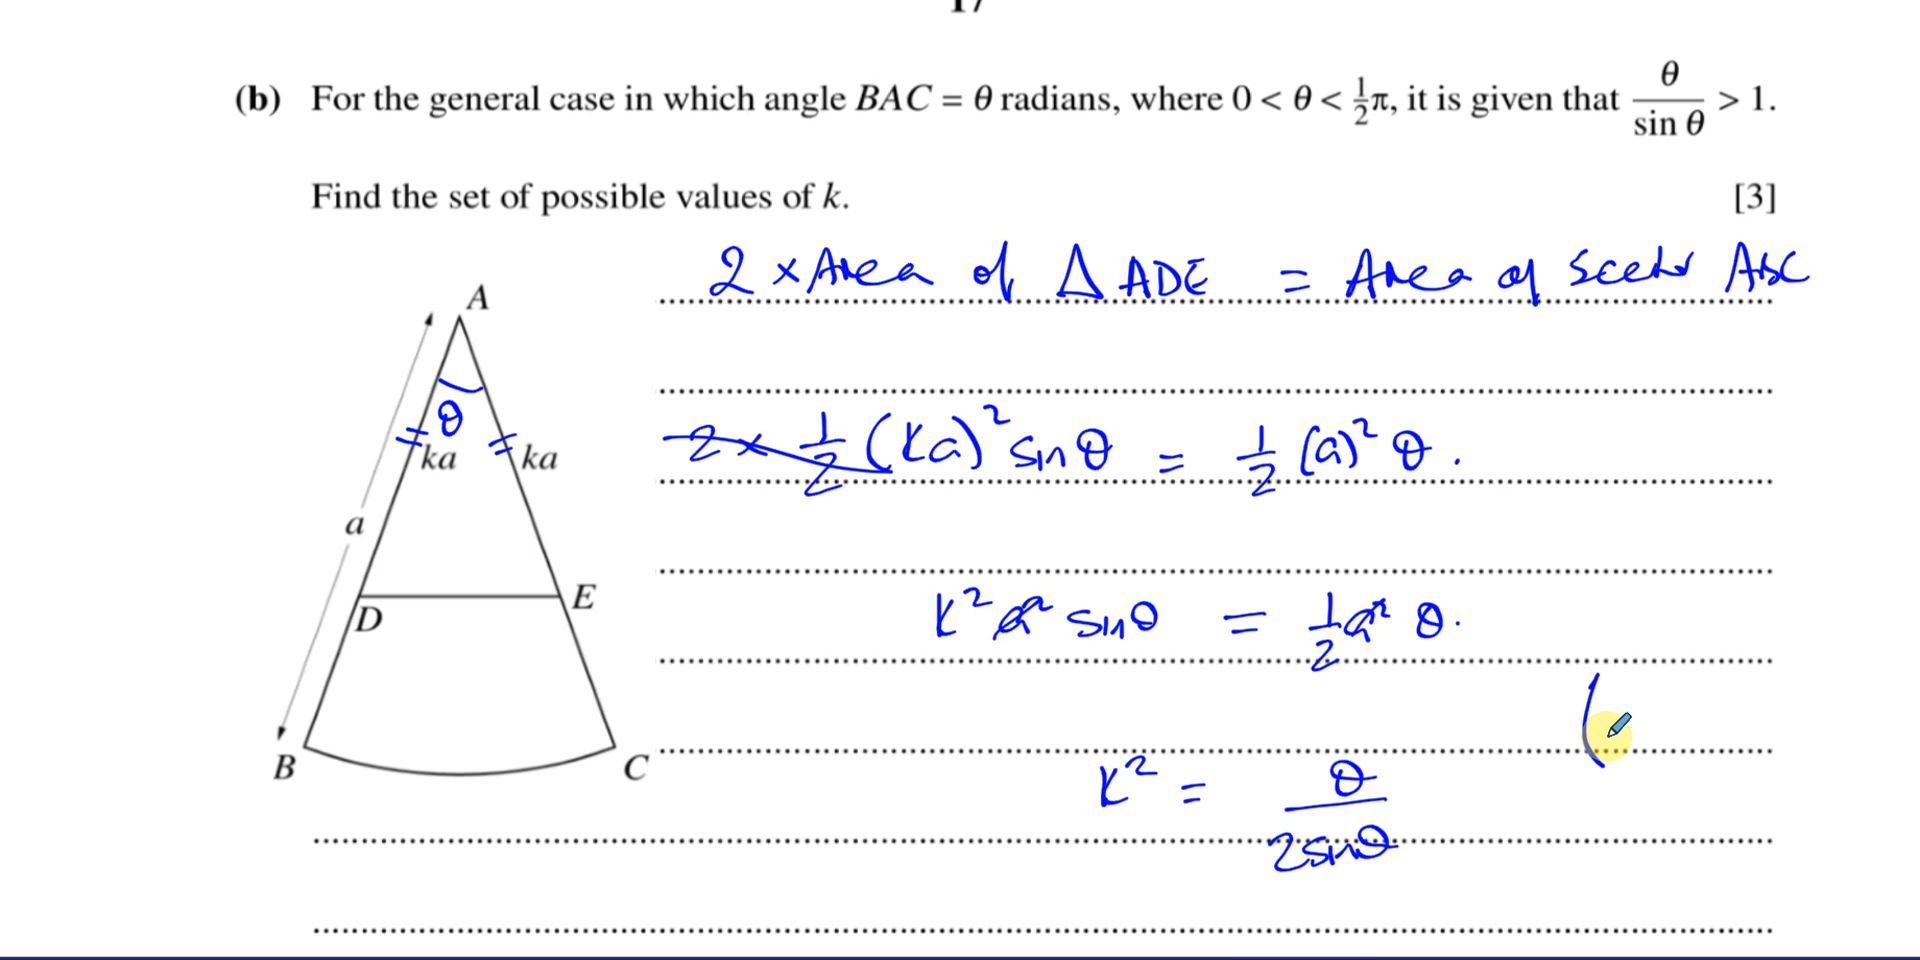 (b) For the general case in which angle BAC = θ radians, where 0 < θ < ½π, it is given that θ/sin θ > 1.
Find the set of possible values of k. [3]
2 × Area of Δ ADE = Area of Sector ABC
2 × ½ (ka)² sin θ = ½ (a)² θ.
k² a² sin θ = ½ a² θ.
k² = θ/2 sin θ
A
θ
ka ka
a
D E
B C